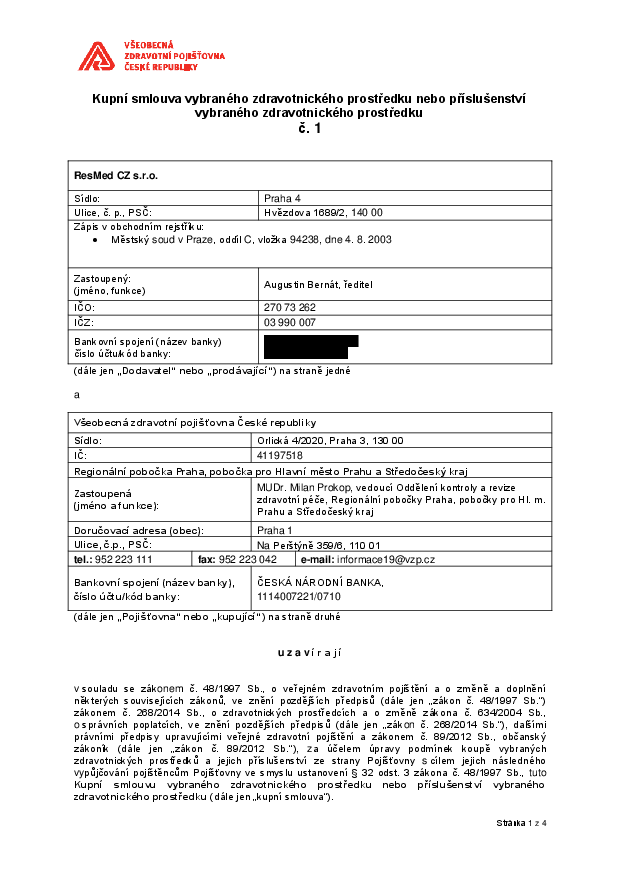 VŠEOBECNÁ
ZDRAVOTNÍ POJIŠŤOVNA
ČESKÉ REPUBLIKY
Kupní smlouva vybraného zdravotnického prostředku nebo příslušenství
vybraného zdravotnického prostředku
č. 1
ResMed CZ s.r.o.
Sídlo: Praha 4
Ulice, č. p., PSČ: Hvězdova 1689/2, 140 00
Zápis v obchodním rejstříku:
• Městský soud v Praze, oddíl C, vložka 94238, dne 4. 8. 2003
Zastoupený:
(jméno, funkce) Augustin Bernát, ředitel
IČO: 270 73 262
IČZ: 03 990 007
Bankovní spojení (název banky)
číslo účtu/kód banky:
(dále jen „Dodavatel“ nebo „prodávající“) na straně jedné
a
Všeobecná zdravotní pojišťovna České republiky
Sídlo: Orlická 4/2020, Praha 3, 130 00
IČ: 41197518
Regionální pobočka Praha, pobočka pro Hlavní město Prahu a Středočeský kraj
Zastoupená
(jméno a funkce):
MUDr. Milan Prokop, vedoucí Oddělení kontroly a revize
zdravotní péče, Regionální pobočky Praha, pobočky pro Hl. m.
Prahu a Středočeský kraj
Doručovací adresa (obec): Praha 1
Ulice, č.p., PSČ: Na Perštýně 359/6, 110 01
tel.: 952 223 111 fax: 952 223 042 e-mail: informace19@vzp.cz
Bankovní spojení (název banky), ČESKÁ NÁRODNÍ BANKA,
číslo účtu/kód banky: 1114007221/0710
(dále jen „Pojišťovna“ nebo „kupující“) na straně druhé
u z a v í r a j í
v souladu se zákonem č. 48/1997 Sb., o veřejném zdravotním pojištění a o změně a doplnění
některých souvisejících zákonů, ve znění pozdějších předpisů (dále jen „zákon č. 48/1997 Sb.“)
zákonem č. 268/2014 Sb., o zdravotnických prostředcích a o změně zákona č. 634/2004 Sb.,
o správních poplatcích, ve znění pozdějších předpisů (dále jen „zákon č. 268/2014 Sb.“), dalšími
právními předpisy upravujícími veřejné zdravotní pojištění a zákonem č. 89/2012 Sb., občanský
zákoník (dále jen „zákon č. 89/2012 Sb.“), za účelem úpravy podmínek koupě vybraných
zdravotnických prostředků a jejich příslušenství ze strany Pojišťovny s cílem jejich následného
vypůjčování pojištěncům Pojišťovny ve smyslu ustanovení § 32 odst. 3 zákona č. 48/1997 Sb., tuto
Kupní smlouvu vybraného zdravotnického prostředku nebo příslušenství vybraného
zdravotnického prostředku (dále jen „kupní smlouva“).
Stránka 1 z 4